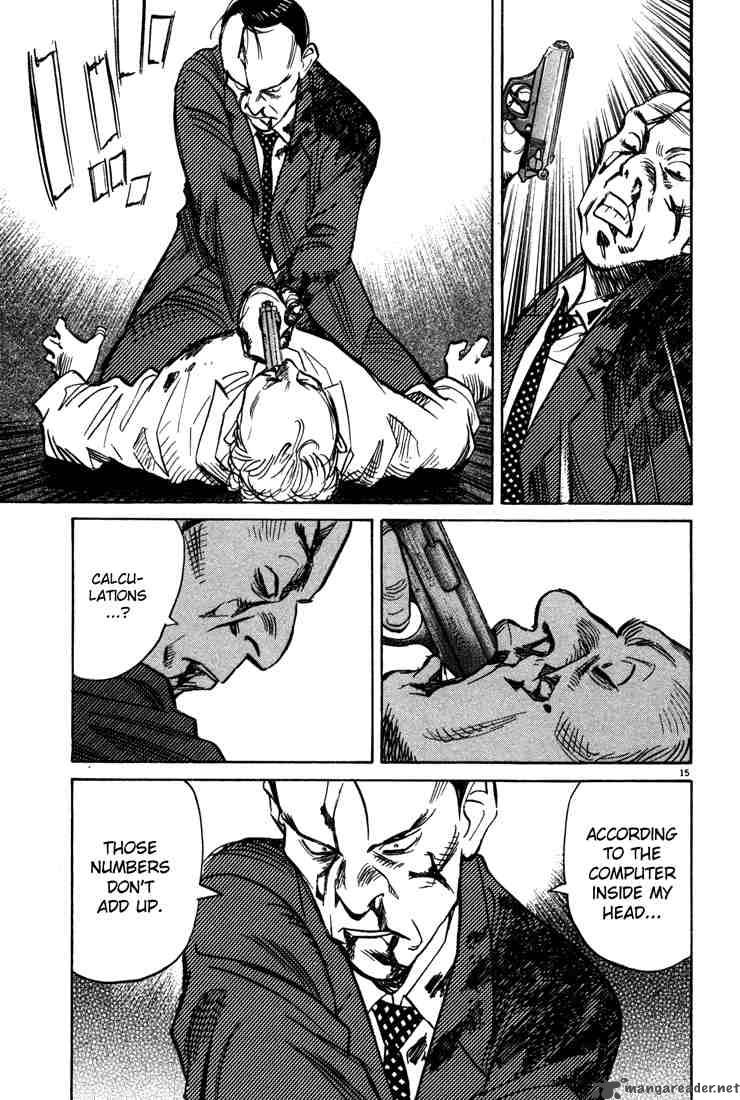 CALCU-
LATIONS
...?
15
ACCORDING
TO THE
COMPUTER
INSIDE MY
HEAD...
THOSE
NUMBERS
DON'T
ADD UP.
mangareader.net